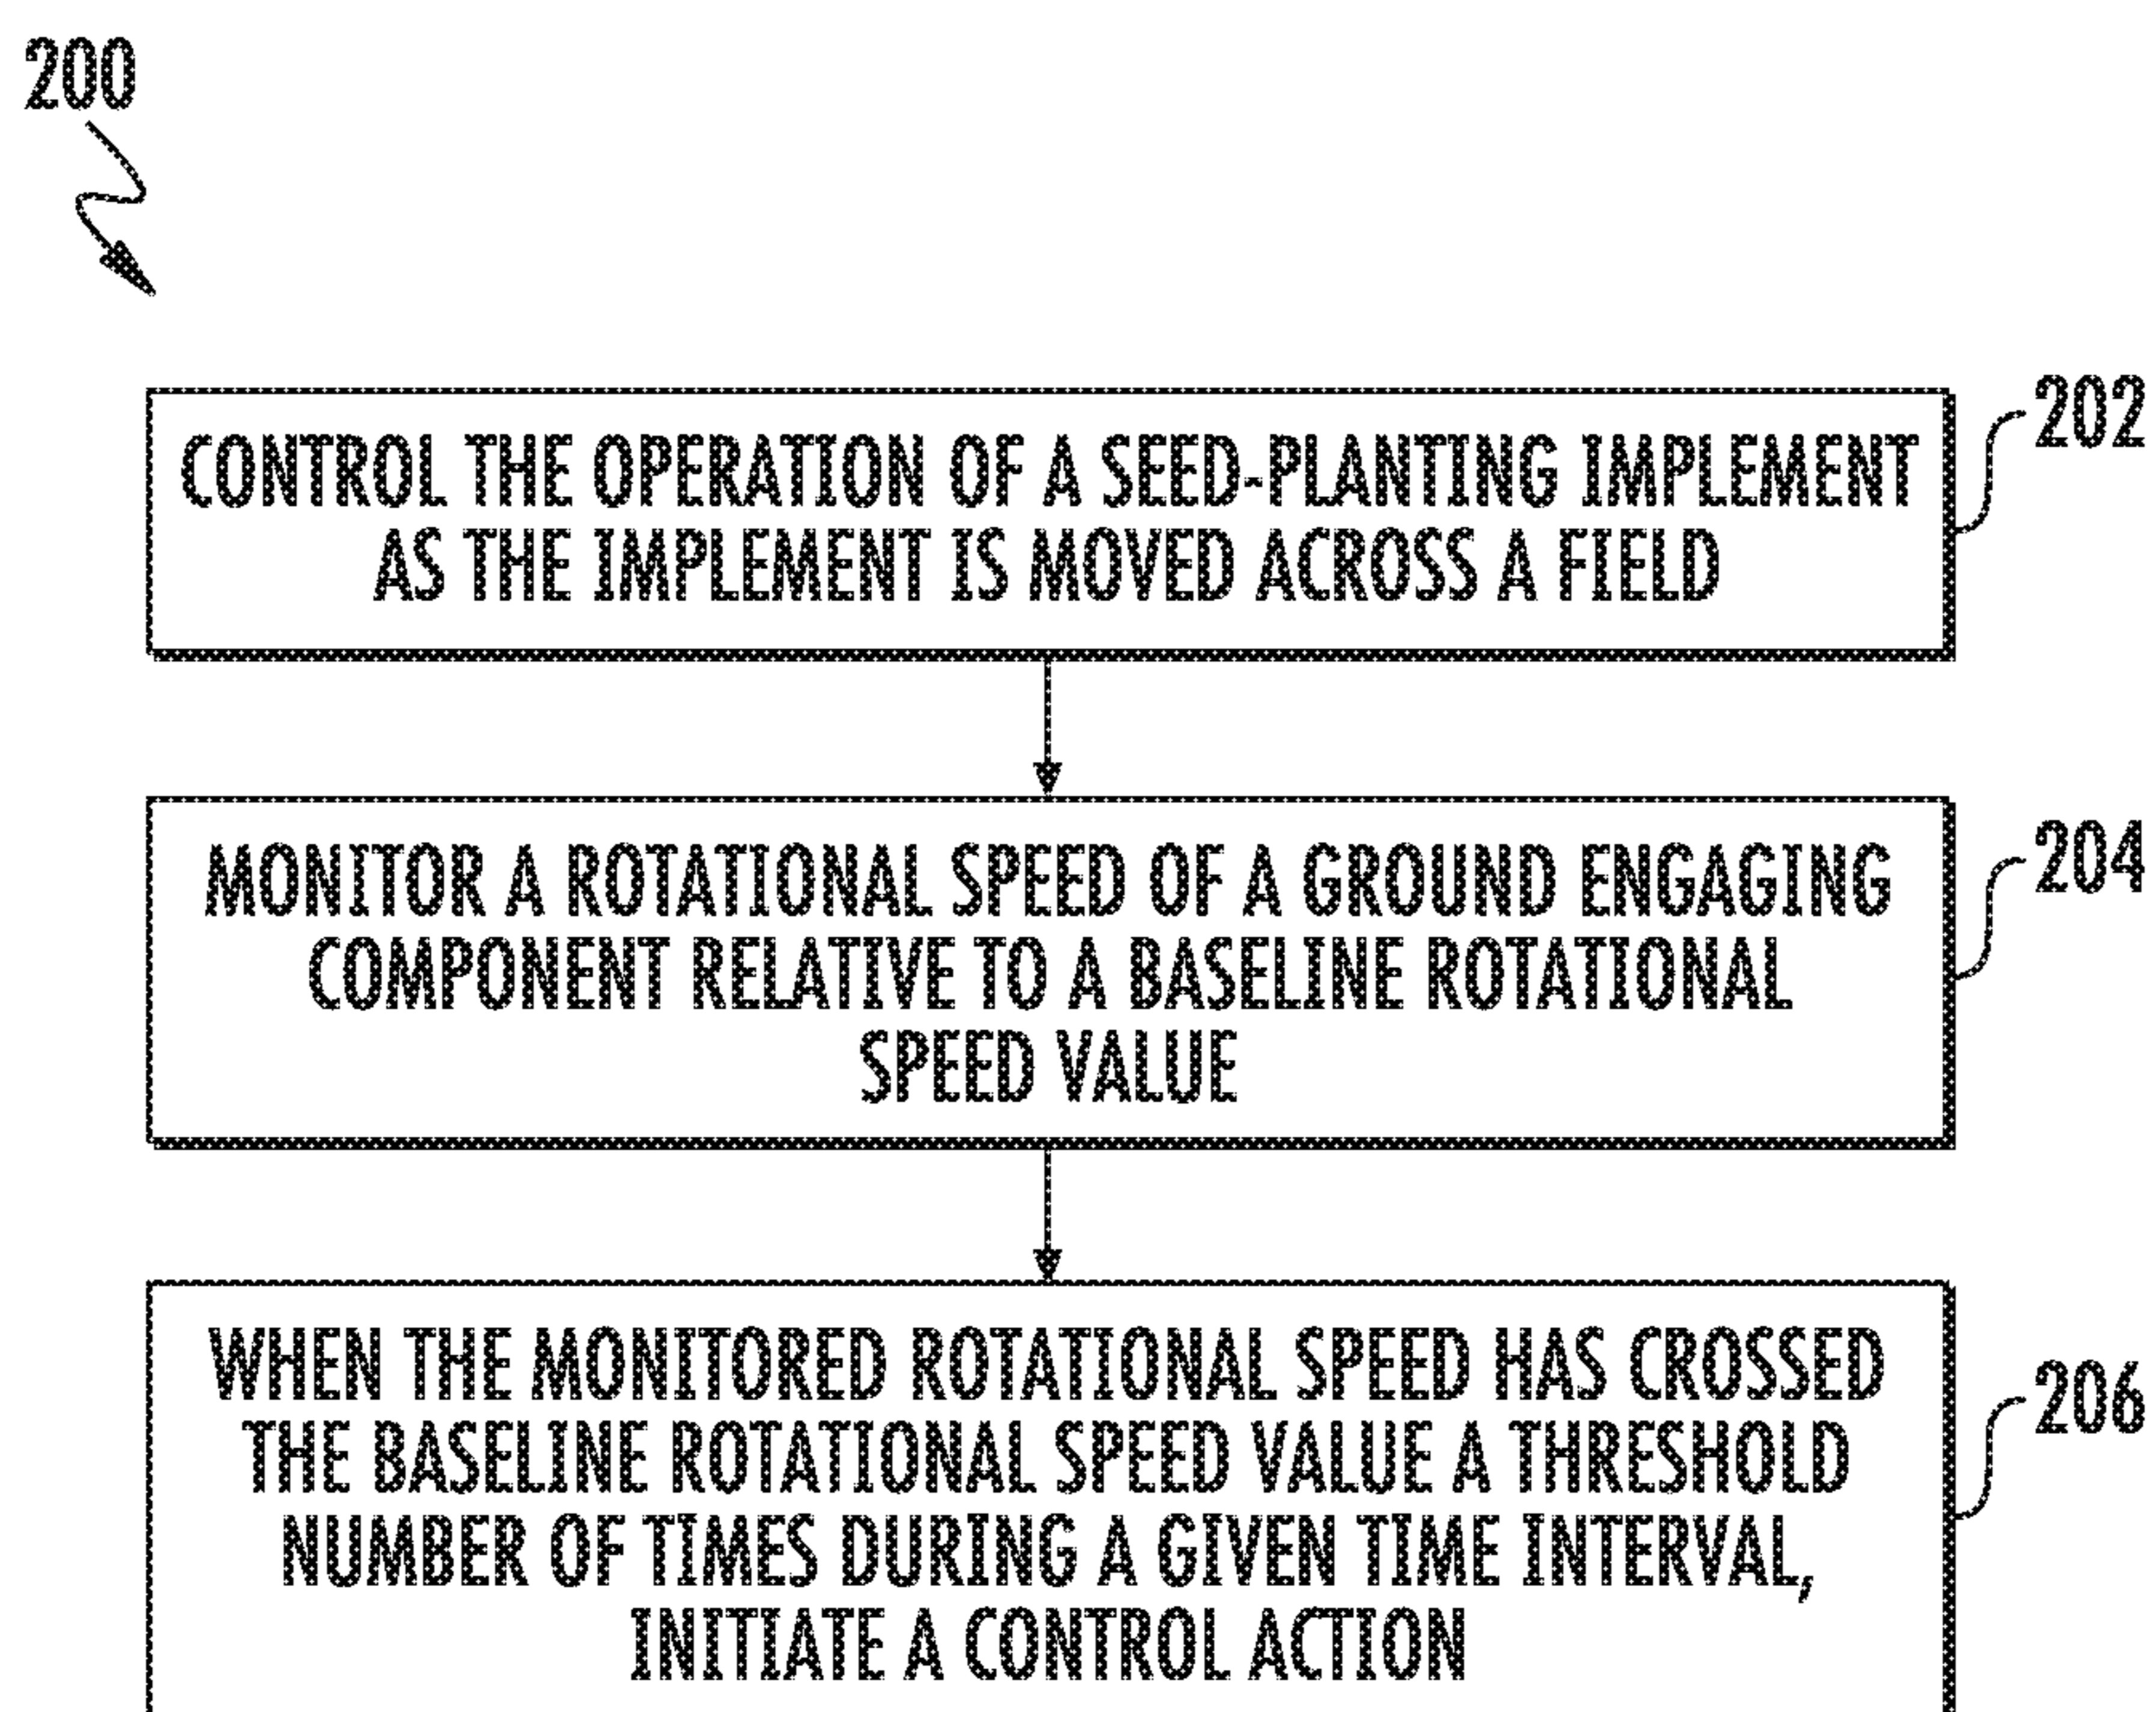 200
CONTROL THE OPERATION OF A SEED-PLANTING IMPLEMENT
AS THE IMPLEMENT IS MOVED ACROSS A FIELD
202
MONITOR A ROTATIONAL SPEED OF A GROUND ENGAGING
COMPONENT RELATIVE TO A BASELINE ROTATIONAL
SPEED VALUE
204
WHEN THE MONITORED ROTATIONAL SPEED HAS CROSSED
THE BASELINE ROTATIONAL SPEED VALUE A THRESHOLD
NUMBER OF TIMES DURING A GIVEN TIME INTERVAL,
INITIATE A CONTROL ACTION
206